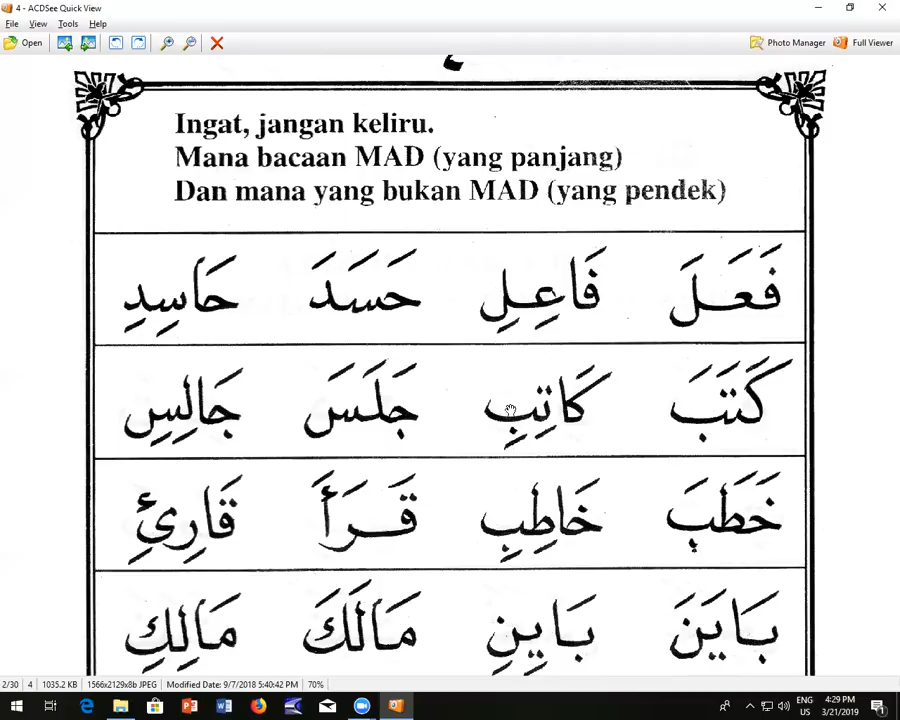 4 - ACDSee Quick View
File View Tools Help
Open Photo Manager Full Viewer
Ingat, jangan keliru.
Mana bacaan MAD (yang panjang)
Dan mana yang bukan MAD (yang pendek)
فَعَلَ فَاعِلِ حَسَدَ حَاسِدِ
كَتَبَ كَاتِبِ جَلَسَ جَالِسِ
خَطَبَ خَاطِبِ قَرَأَ قَارِئِ
بَايَنَ بَايِنِ مَالَكَ مَالِكِ
2/30 4 1035.2 KB 1566x2129x8b JPEG Modified Date: 9/7/2018 5:40:42 PM 70%
ENG 4:29 PM
US 3/21/2019